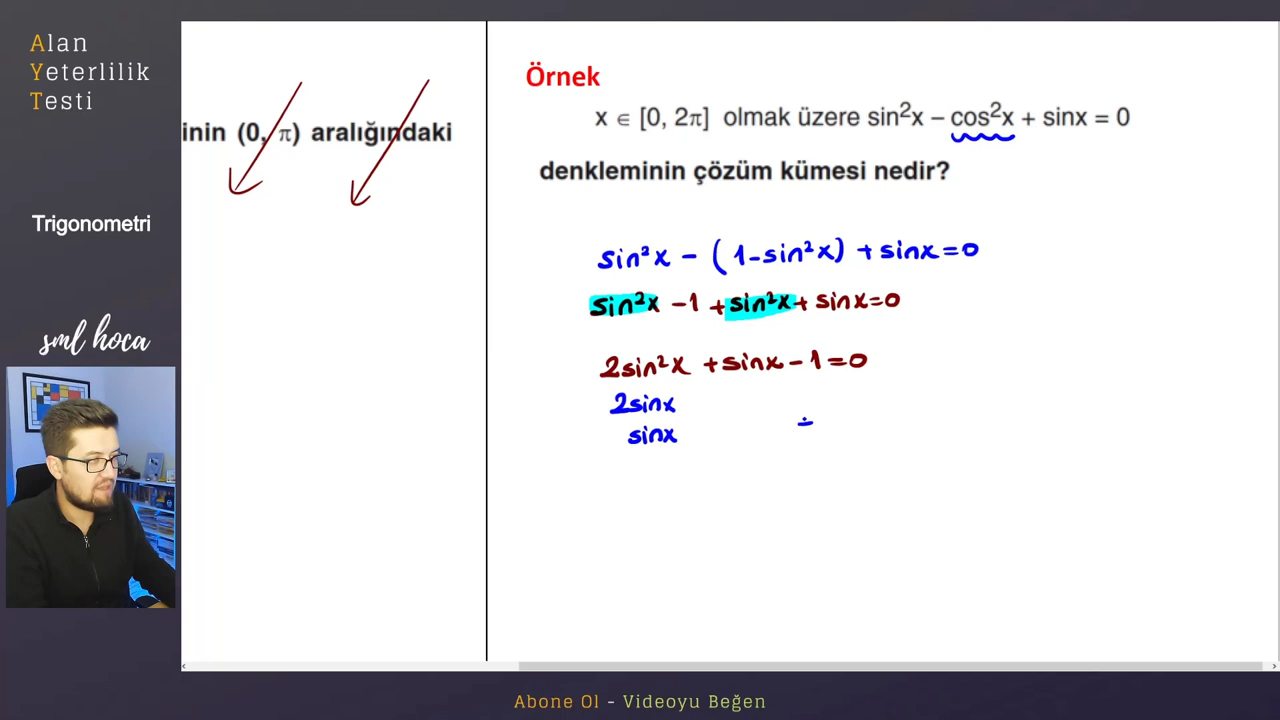 Alan
Yeterlilik
Testi
Trigonometri
sml hoca
inin (0, π) aralığındaki
Örnek
x ∈ [0, 2π] olmak üzere sin²x – cos²x + sinx = 0
denkleminin çözüm kümesi nedir?
sin²x - (1-sin²x) + sinx = 0
sin²x -1 + sin²x + sinx = 0
2sin²x + sinx - 1 = 0
2sinx
sinx
Abone Ol - Videoyu Beğen